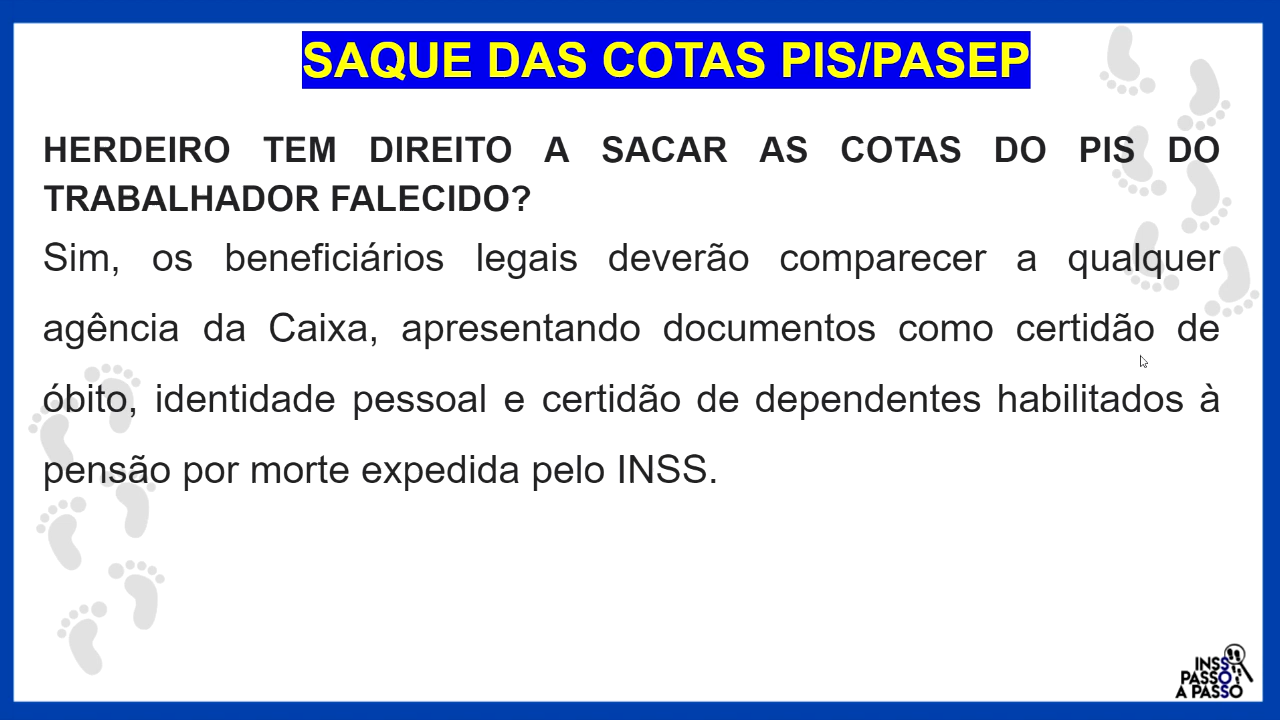 SAQUE DAS COTAS PIS/PASEP
HERDEIRO TEM DIREITO A SACAR AS COTAS DO PIS DO
TRABALHADOR FALECIDO?
Sim, os beneficiários legais deverão comparecer a qualquer
agência da Caixa, apresentando documentos como certidão de
óbito, identidade pessoal e certidão de dependentes habilitados à
pensão por morte expedida pelo INSS.
INSS
PASSO
A PASSO